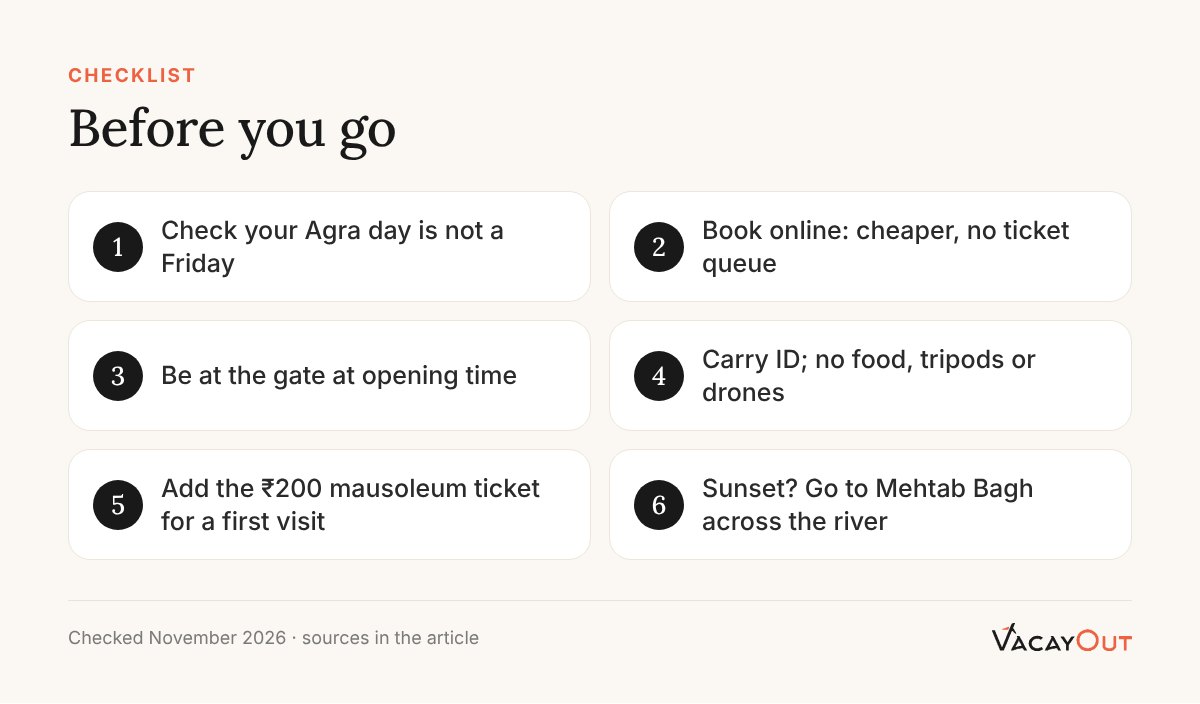 CHECKLIST
Before you go
1
Check your Agra day is not a
Friday
2
Book online: cheaper, no ticket
queue
3
Be at the gate at opening time
4
Carry ID; no food, tripods or
drones
5
Add the ₹200 mausoleum ticket
for a first visit
6
Sunset? Go to Mehtab Bagh
across the river
Checked November 2026 · sources in the article
VACAYOUT